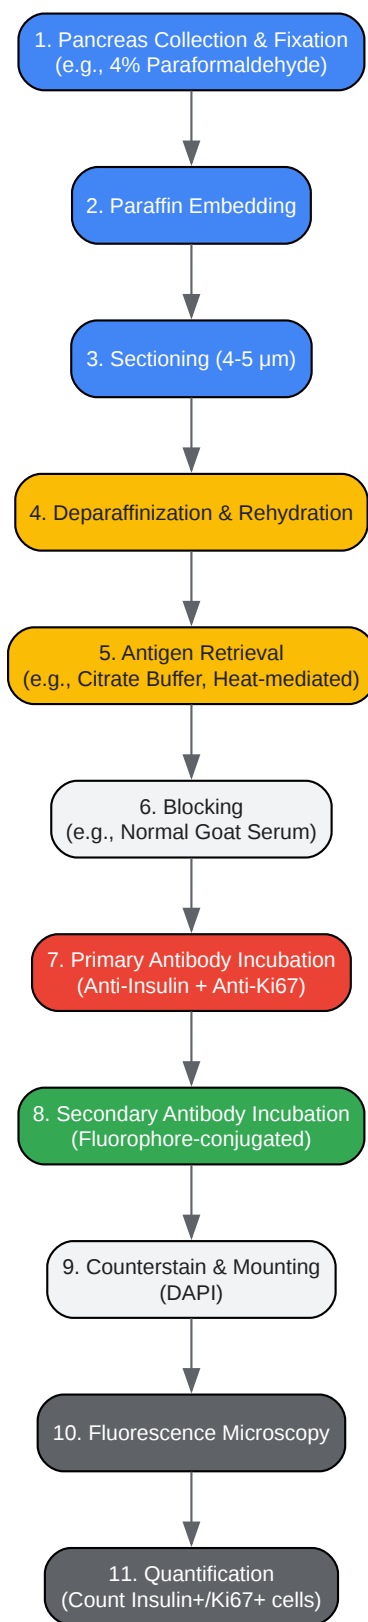 1. Pancreas Collection & Fixation
(e.g., 4% Paraformaldehyde)
2. Paraffin Embedding
3. Sectioning (4-5 μm)
4. Deparaffinization & Rehydration
5. Antigen Retrieval
(e.g., Citrate Buffer, Heat-mediated)
6. Blocking
(e.g., Normal Goat Serum)
7. Primary Antibody Incubation
(Anti-Insulin + Anti-Ki67)
8. Secondary Antibody Incubation
(Fluorophore-conjugated)
9. Counterstain & Mounting
(DAPI)
10. Fluorescence Microscopy
11. Quantification
(Count Insulin+/Ki67+ cells)